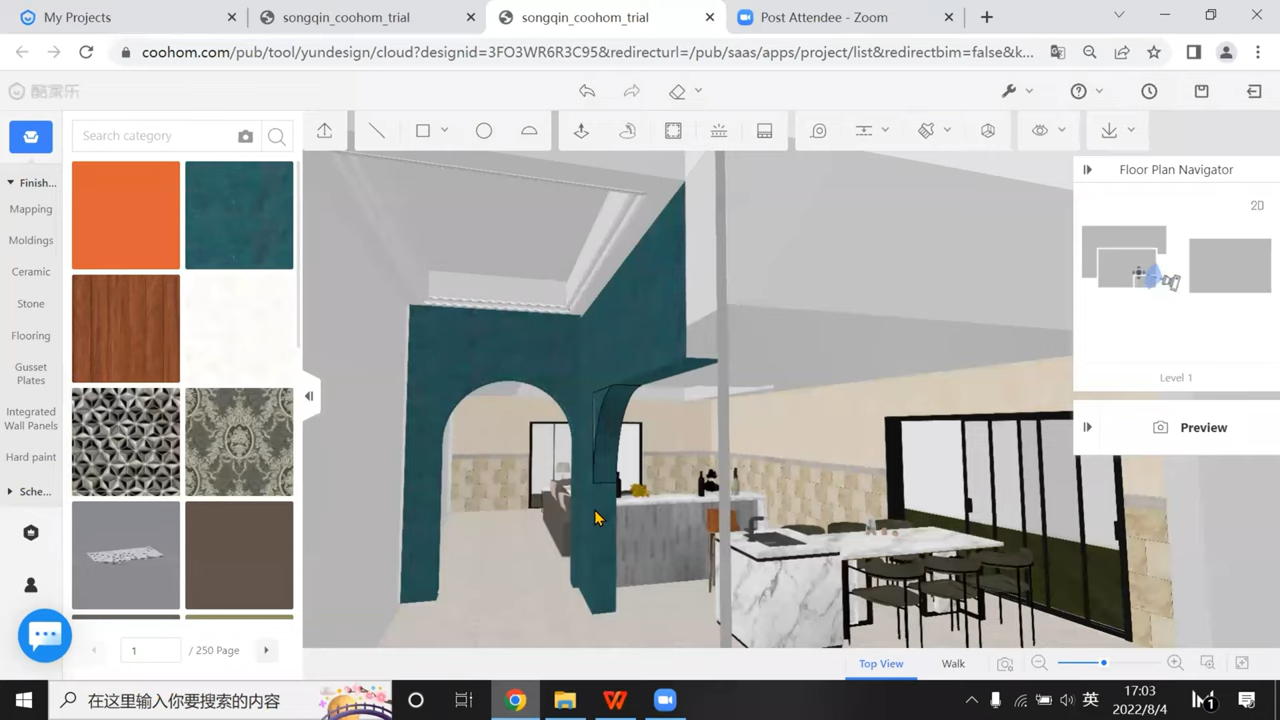 My Projects
songqin_coohom_trial
songqin_coohom_trial
Post Attendee - Zoom
coohom.com/pub/tool/yundesign/cloud?designid=3FO3WR6R3C95&redirecturl=/pub/saas/apps/project/list&redirectbim=false&k...
酷家乐
Search category
Finish...
Mapping
Moldings
Ceramic
Stone
Flooring
Gusset
Plates
Integrated
Wall Panels
Hard paint
Sche...
1
/ 250 Page
Floor Plan Navigator
2D
Level 1
Preview
Top View
Walk
在这里输入你要搜索的内容
英
17:03
2022/8/4
1